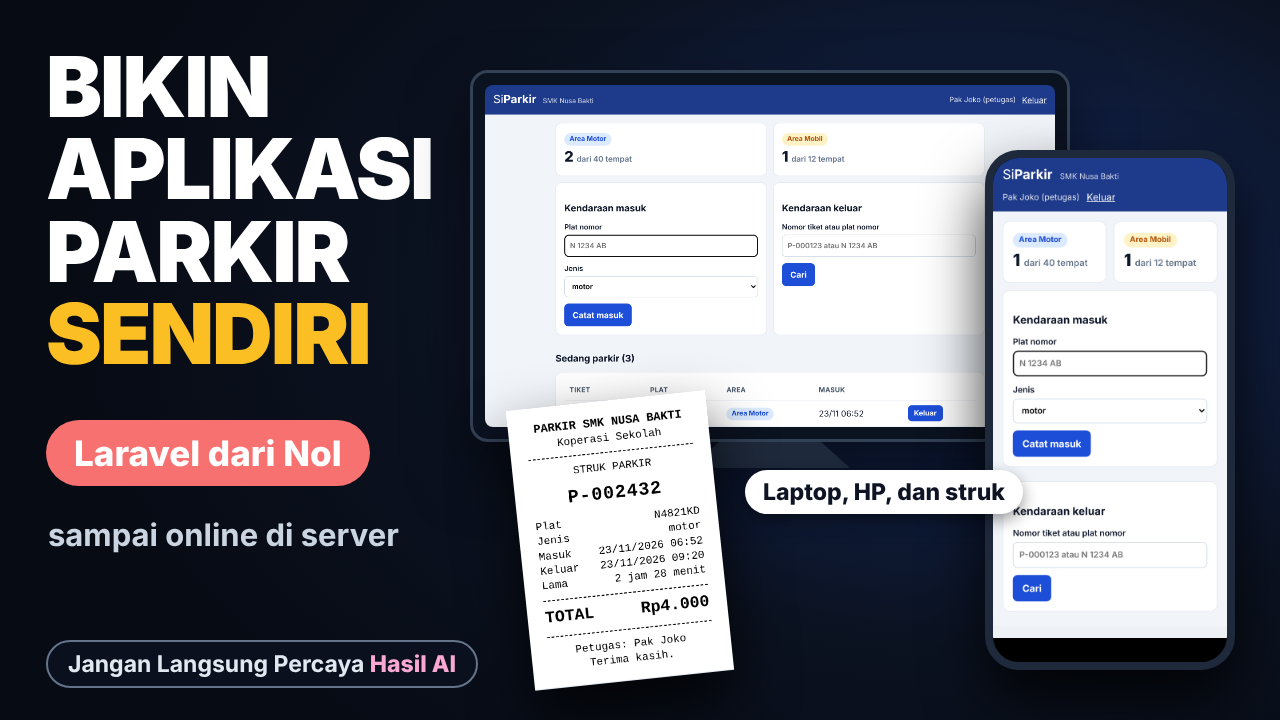 BIKIN
APLIKASI
PARKIR
SENDIRI
Laravel dari Nol
sampai online di server
Jangan Langsung Percaya Hasil AI
SiParkir SMK Nusa Bakti
Pak Joko (petugas) Keluar
Area Motor
2 dari 40 tempat
Area Mobil
1 dari 12 tempat
Kendaraan masuk
Plat nomor
N 1234 AB
Jenis
motor
Catat masuk
Kendaraan keluar
Nomor tiket atau plat nomor
P-000123 atau N 1234 AB
Cari
Sedang parkir (3)
TIKET PLAT AREA MASUK
Area Motor 23/11 06:52 Keluar
PARKIR SMK NUSA BAKTI
Koperasi Sekolah
STRUK PARKIR
P-002432
Plat N4821KD
Jenis motor
Masuk 23/11/2026 06:52
Keluar 23/11/2026 09:20
Lama 2 jam 28 menit
TOTAL Rp4.000
Petugas: Pak Joko
Terima kasih.
Laptop, HP, dan struk
SiParkir SMK Nusa Bakti
Pak Joko (petugas) Keluar
Area Motor
1 dari 40 tempat
Area Mobil
1 dari 12 tempat
Kendaraan masuk
Plat nomor
N 1234 AB
Jenis
motor
Catat masuk
Kendaraan keluar
Nomor tiket atau plat nomor
P-000123 atau N 1234 AB
Cari